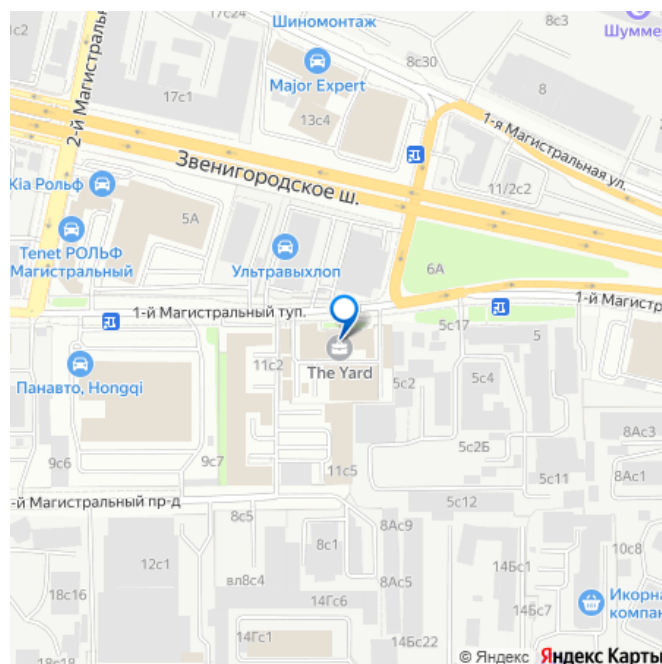 17с24
Шиномонтаж
8с3
Шумме
1с2
2-й Магистраль
17с1
Major Expert
8с30
8
13с4
1-я Магистральная ул.
Звенигородское ш.
11/2с2
Kia Рольф
5А
Tenet РОЛЬФ
Магистральный
Ультравыхлоп
6А
1-й Магистральный туп.
1-й Магистр
5с17
5
11с2
The Yard
Панавто, Hongqi
5с2
5с4
5с2Б
8Ас3
9с6
9с7
11с5
5с11
8Ас1
-й Магистральный пр-д
5с12
8с5
8Ас9
8с1
12с1
10с8
14Бс1
вл8с4
8Ас5
18с16
14Гс6
14Бс7
Икорна
компан
14Гс1
14Бс22
18с18
© Яндекс
Яндекс Карты